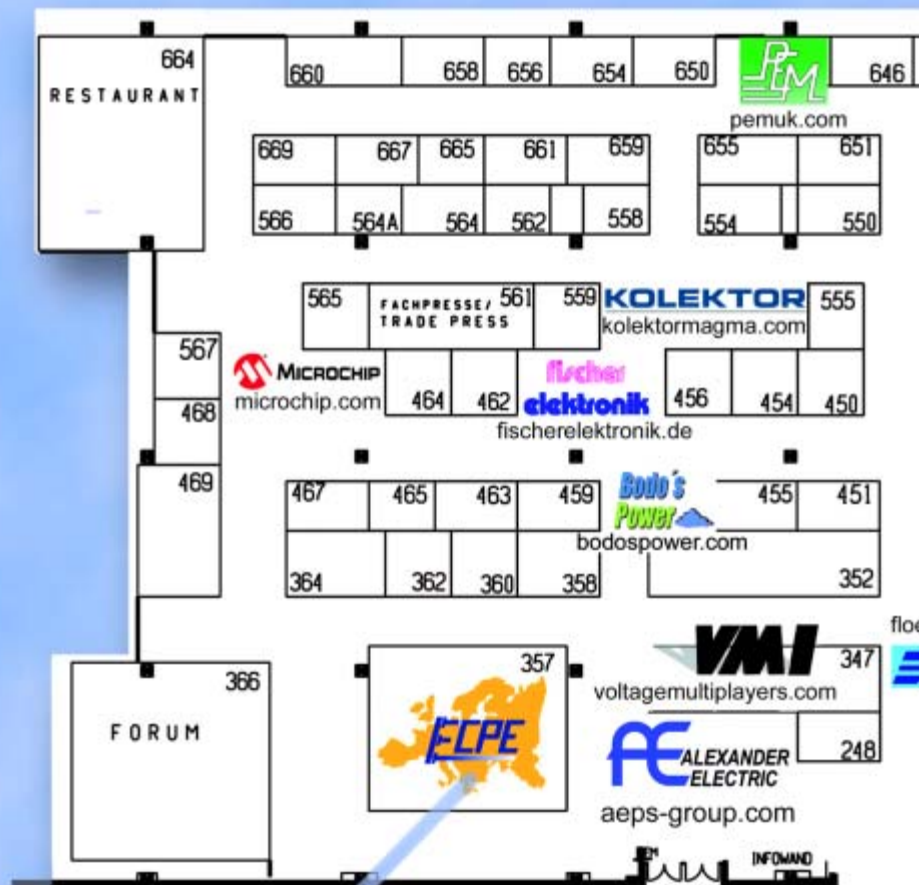 664
RESTAURANT
660 658 656 654 650 PEM 646
pemuk.com
669 667 665 661 659 655 651
566 564A 564 562 558 554 550
565 FACHPRESSE/ 561 559 KOLEKTOR 555
TRADE PRESS kolektormagma.com
567
MICROCHIP fischer
microchip.com 464 462 elektronik 456 454 450
468
fischerelektronik.de
469 467 465 463 459 Bodo´s 455 451
Power
bodospower.com
364 362 360 358 352
floe
366 357 VMI 347
voltagemultiplayers.com
FORUM ECPE
AE ALEXANDER 248
ELECTRIC
aeps-group.com
INFOWAND